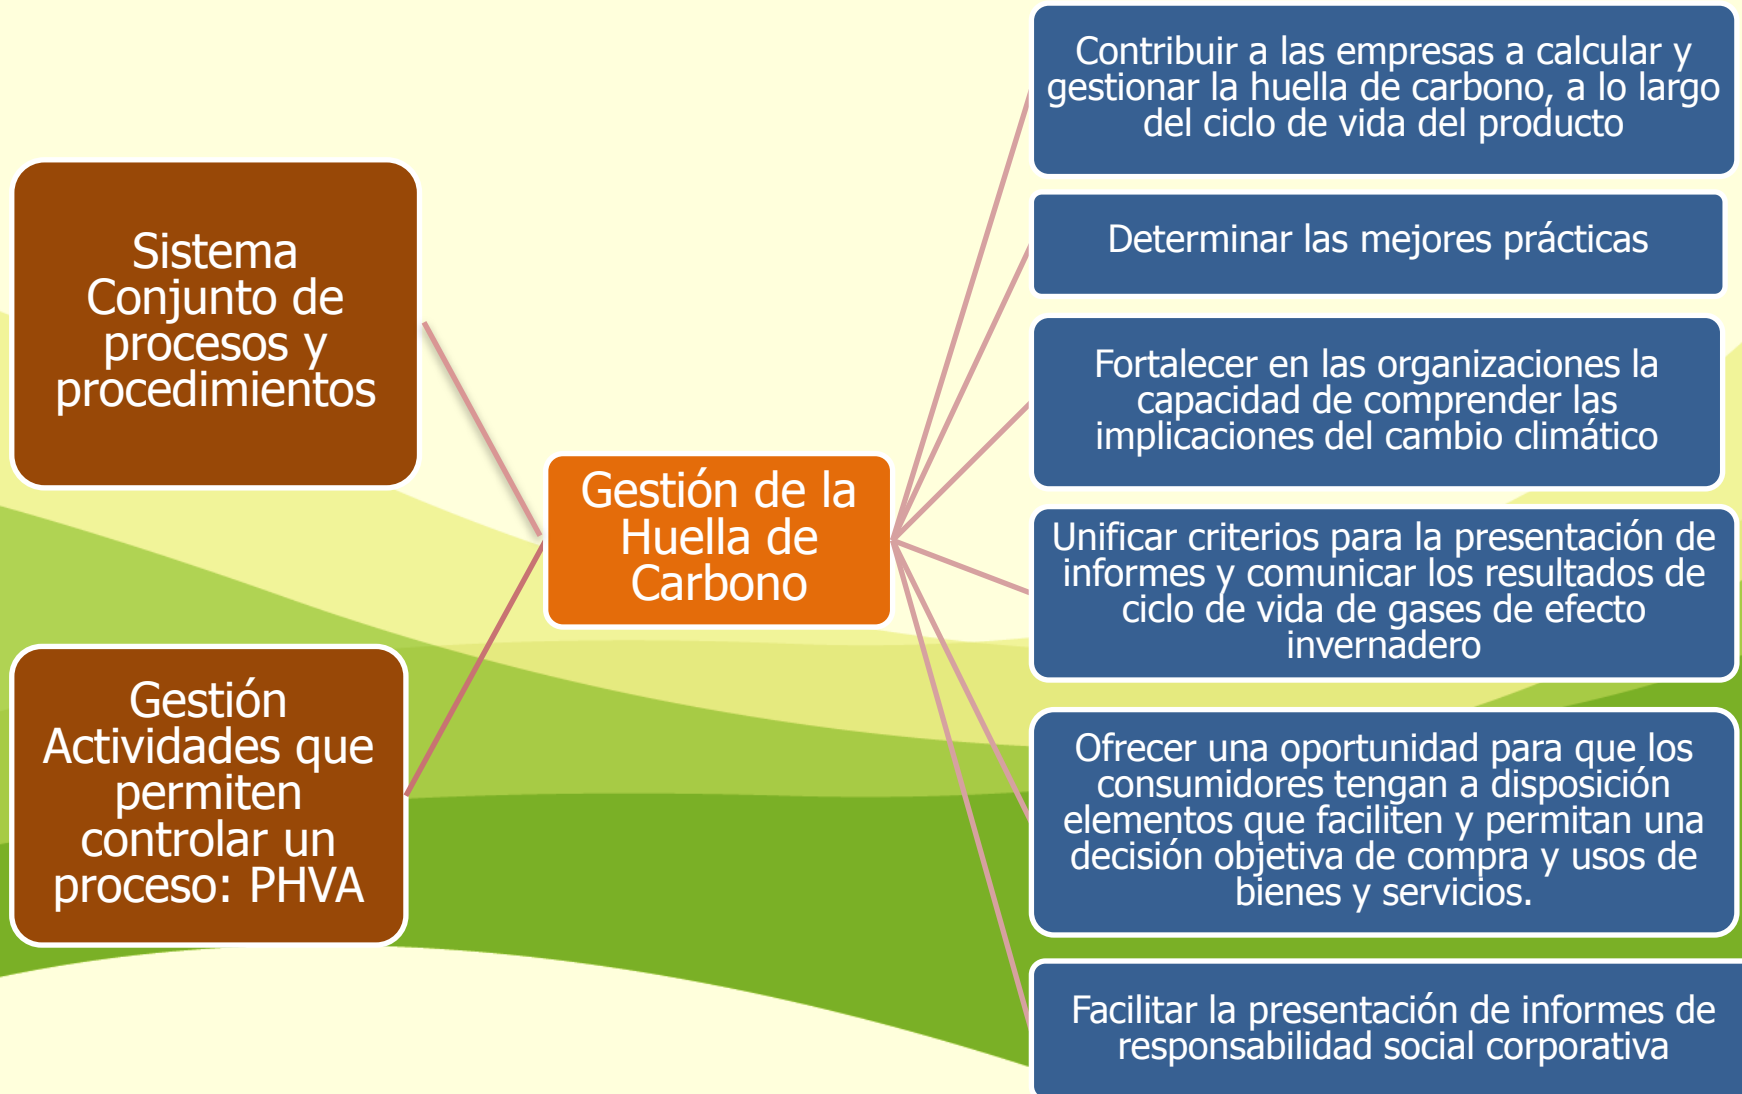 Sistema
Conjunto de
procesos y
procedimientos
Gestión
Actividades que
permiten
controlar un
proceso: PHVA
Gestión de la
Huella de
Carbono
Contribuir a las empresas a calcular y
gestionar la huella de carbono, a lo largo
del ciclo de vida del producto
Determinar las mejores prácticas
Fortalecer en las organizaciones la
capacidad de comprender las
implicaciones del cambio climático
Unificar criterios para la presentación de
informes y comunicar los resultados de
ciclo de vida de gases de efecto
invernadero
Ofrecer una oportunidad para que los
consumidores tengan a disposición
elementos que faciliten y permitan una
decisión objetiva de compra y usos de
bienes y servicios.
Facilitar la presentación de informes de
responsabilidad social corporativa